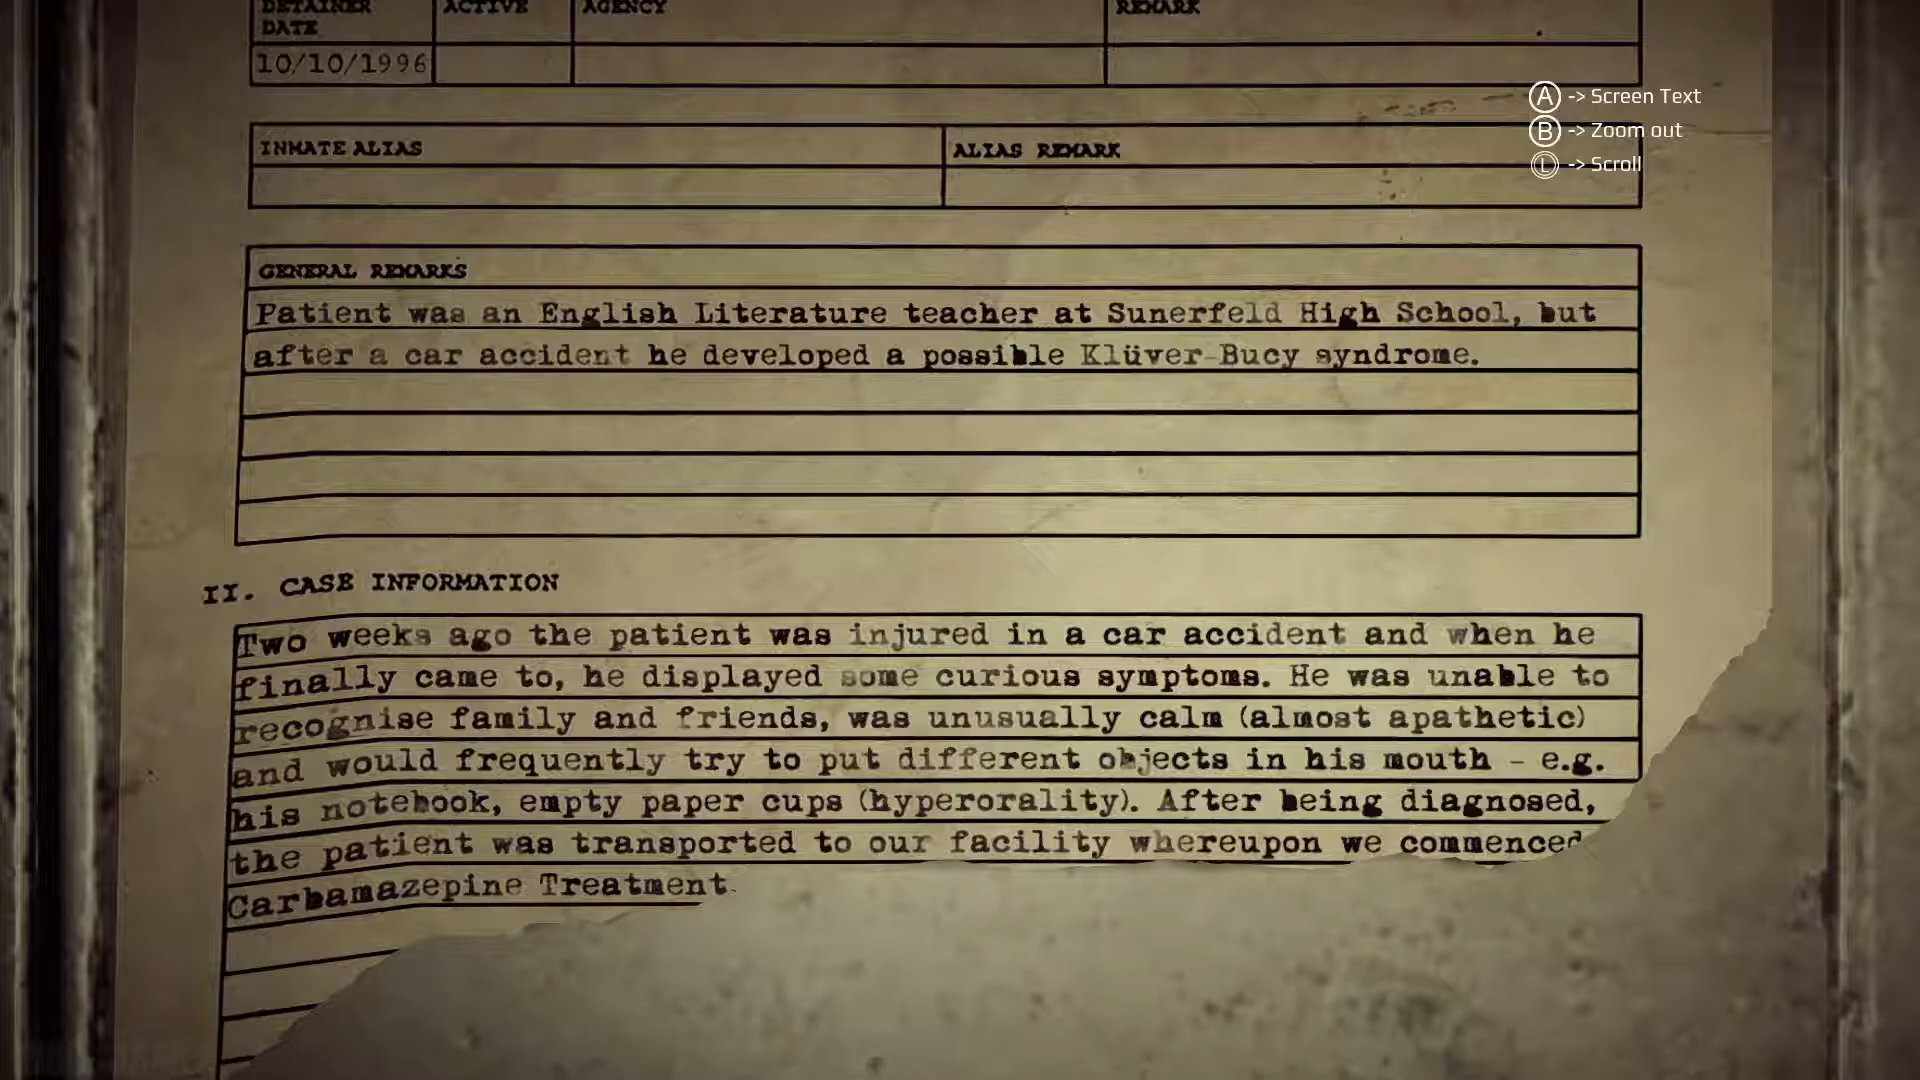 DETAINER DATE
ACTIVE
AGENCY
REMARK
10/10/1996
A -> Screen Text
B -> Zoom out
L -> Scroll
INMATE ALIAS
ALIAS REMARK
GENERAL REMARKS
Patient was an English Literature teacher at Sunerfeld High School, but
after a car accident he developed a possible Klüver-Bucy syndrome.
II. CASE INFORMATION
Two weeks ago the patient was injured in a car accident and when he
finally came to, he displayed some curious symptoms. He was unable to
recognise family and friends, was unusually calm (almost apathetic)
and would frequently try to put different objects in his mouth - e.g.
his notebook, empty paper cups (hyperorality). After being diagnosed,
the patient was transported to our facility whereupon we commenced
Carbamazepine Treatment.